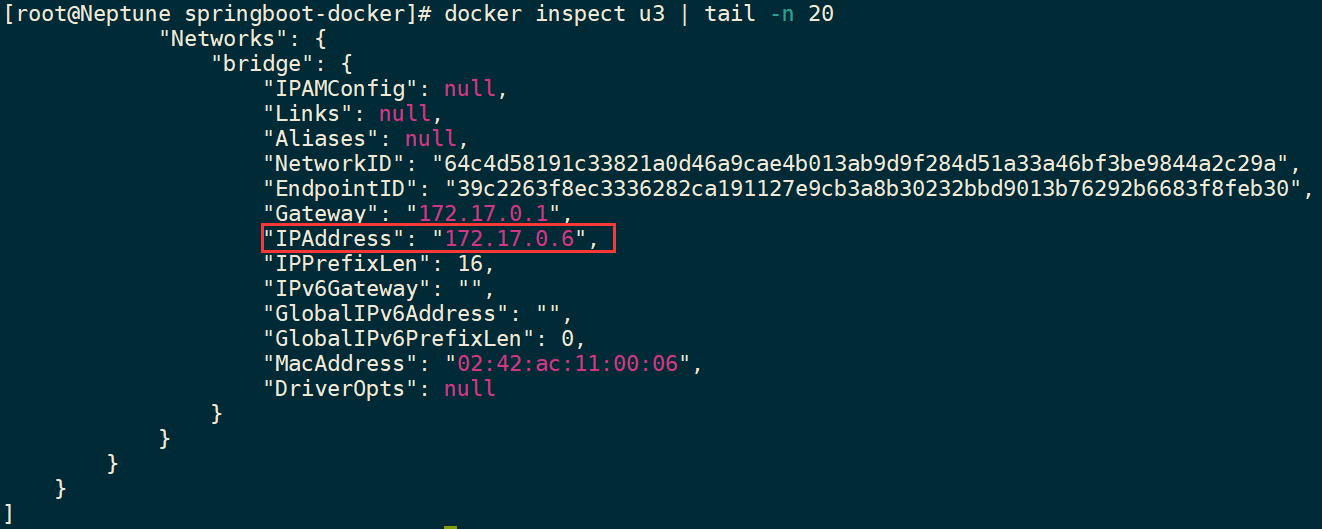 [root@Neptune springboot-docker]# docker inspect u3 | tail -n 20
"Networks": {
"bridge": {
"IPAMConfig": null,
"Links": null,
"Aliases": null,
"NetworkID": "64c4d58191c33821a0d46a9cae4b013ab9d9f284d51a33a46bf3be9844a2c29a",
"EndpointID": "39c2263f8ec3336282ca191127e9cb3a8b30232bbd9013b76292b6683f8feb30",
"Gateway": "172.17.0.1",
"IPAddress": "172.17.0.6",
"IPPrefixLen": 16,
"IPv6Gateway": "",
"GlobalIPv6Address": "",
"GlobalIPv6PrefixLen": 0,
"MacAddress": "02:42:ac:11:00:06",
"DriverOpts": null
}
}
}
}
]